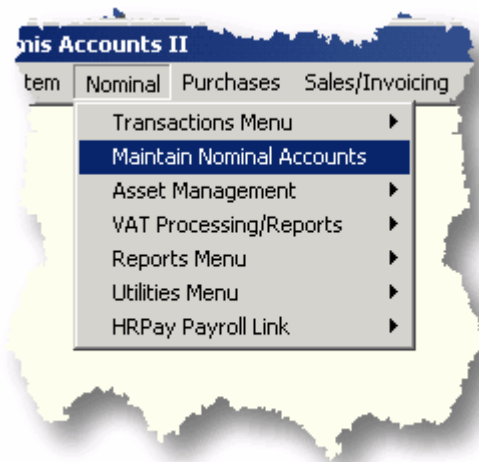 mis Accounts II
tem Nominal Purchases Sales/Invoicing
Transactions Menu
Maintain Nominal Accounts
Asset Management
VAT Processing/Reports
Reports Menu
Utilities Menu
HRPay Payroll Link